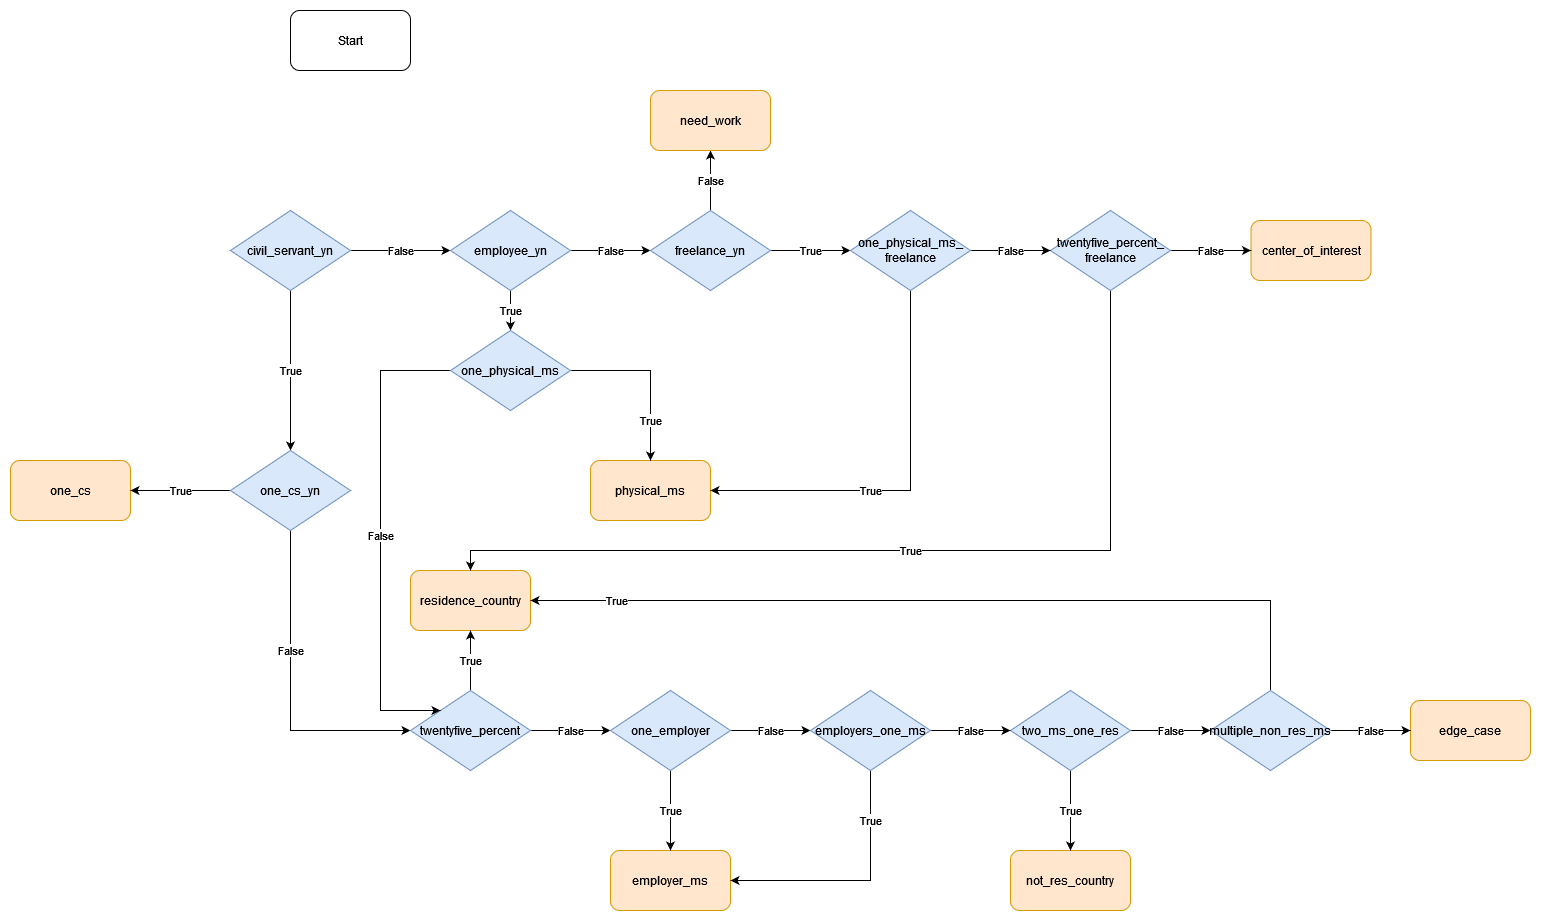 Start
need_work
False
civil_servant_yn
False
employee_yn
False
freelance_yn
True
one_physical_ms_
freelance
False
twentyfive_percent_
freelance
False
center_of_interest
True
True
one_physical_ms
True
one_cs
True
one_cs_yn
physical_ms
True
False
True
residence_country
True
False
True
twentyfive_percent
False
one_employer
False
employers_one_ms
False
two_ms_one_res
False
multiple_non_res_ms
False
edge_case
True
True
True
employer_ms
not_res_country